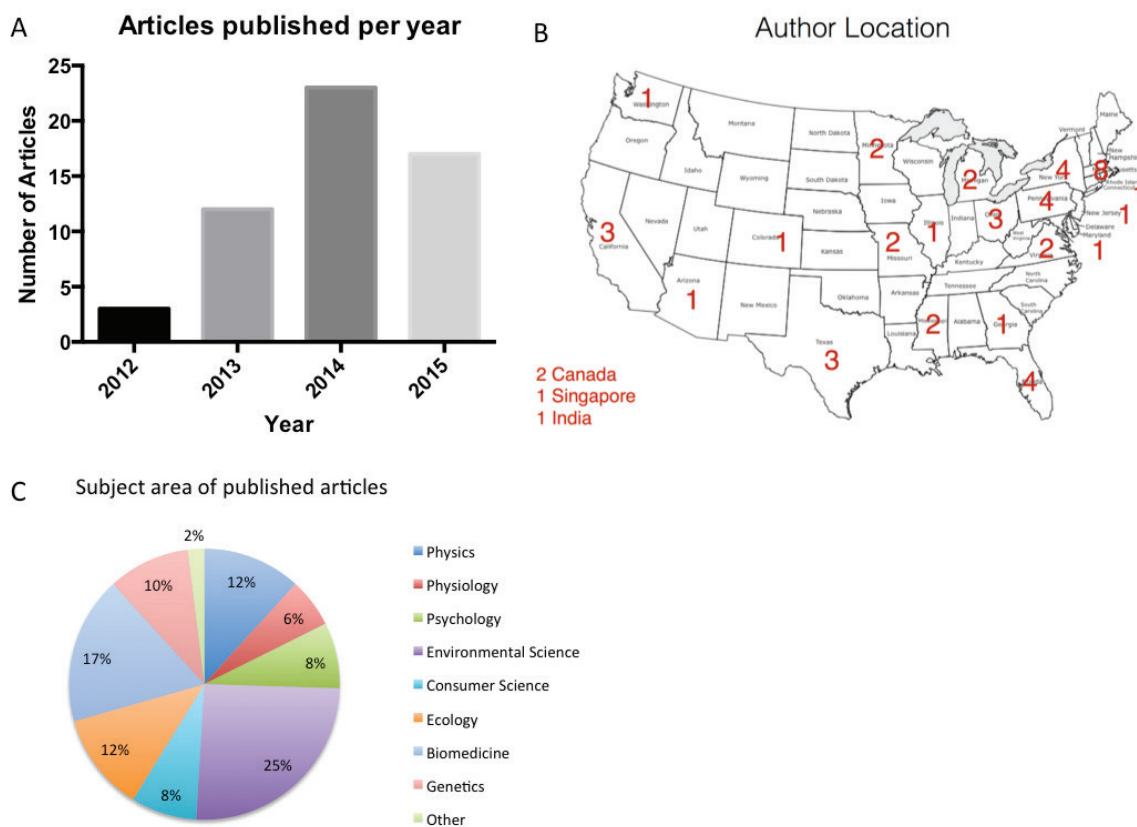 A
Articles published per year
Number of Articles
25
20
15
10
5
0
2012
2013
2014
2015
Year
B
Author Location
1
Washington
Oregon
Idaho
Montana
Wyoming
Nevada
Utah
3
California
Colorado
1
Arizona
1
New Mexico
North Dakota
South Dakota
Nebraska
Kansas
Oklahoma
Texas
3
Minnesota
2
Iowa
2
Missouri
Arkansas
Louisiana
Wisconsin
Illinois
1
Michigan
2
Indiana
3
Kentucky
Tennessee
2
Alabama
Georgia
1
4
South
Carolina
North
Carolina
2
West
Virginia
Pennsylvania
4
New York
4
Vermont
Maine
New
Hampshire
8
Rhode Island
Connecticut
New Jersey
1
Delaware
Maryland
1
2 Canada
1 Singapore
1 India
C
Subject area of published articles
2%
12%
6%
8%
25%
8%
12%
17%
10%
Physics
Physiology
Psychology
Environmental Science
Consumer Science
Ecology
Biomedicine
Genetics
Other